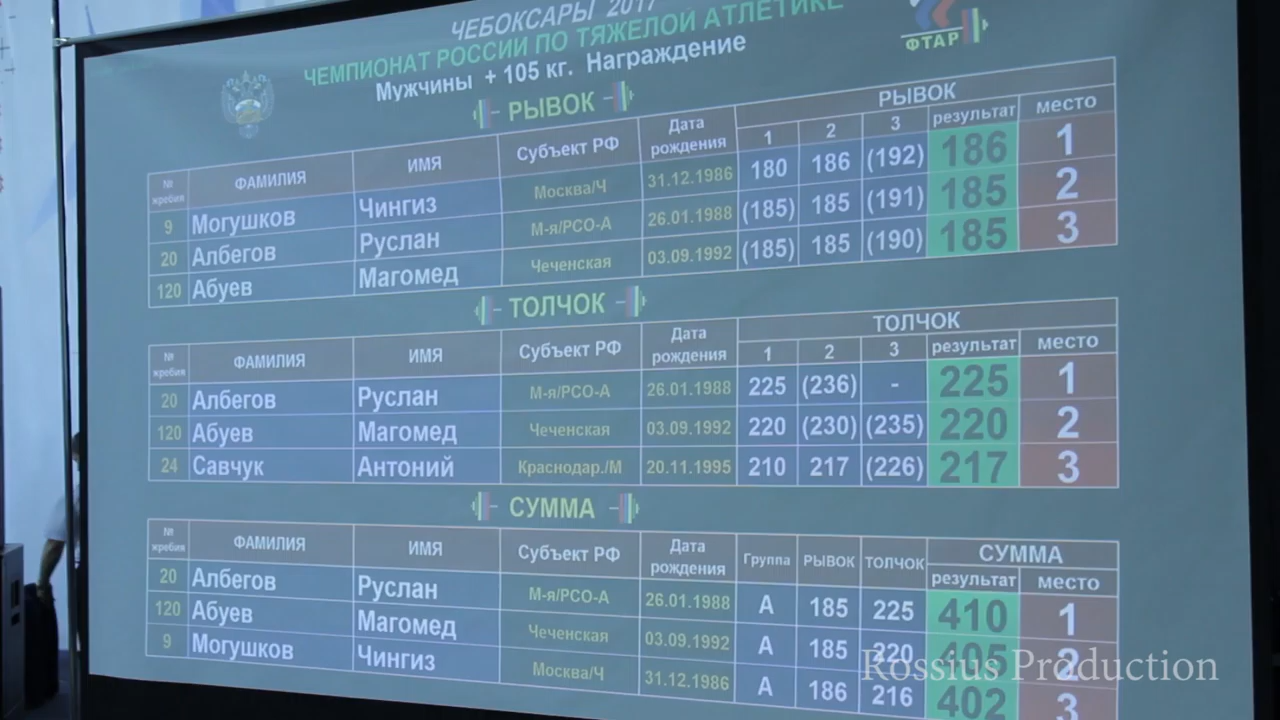 ЧЕБОКСАРЫ 2017
ЧЕМПИОНАТ РОССИИ ПО ТЯЖЕЛОЙ АТЛЕТИКЕ
Мужчины + 105 кг. Награждение
ФТАР
РЫВОК
№ жребия ФАМИЛИЯ ИМЯ Субъект РФ Дата рождения РЫВОК 1 2 3 результат место
9 Могушков Чингиз Москва/Ч 31.12.1986 180 186 (192) 186 1
20 Албегов Руслан М-я/РСО-А 26.01.1988 (185) 185 (191) 185 2
120 Абуев Магомед Чеченская 03.09.1992 (185) 185 (190) 185 3
ТОЛЧОК
№ жребия ФАМИЛИЯ ИМЯ Субъект РФ Дата рождения ТОЛЧОК 1 2 3 результат место
20 Албегов Руслан М-я/РСО-А 26.01.1988 225 (236) - 225 1
120 Абуев Магомед Чеченская 03.09.1992 220 (230) (235) 220 2
24 Савчук Антоний Краснодар./М 20.11.1995 210 217 (226) 217 3
СУММА
№ жребия ФАМИЛИЯ ИМЯ Субъект РФ Дата рождения Группа РЫВОК ТОЛЧОК СУММА результат место
20 Албегов Руслан М-я/РСО-А 26.01.1988 А 185 225 410 1
120 Абуев Магомед Чеченская 03.09.1992 А 185 220 405 2
9 Могушков Чингиз Москва/Ч 31.12.1986 А 186 216 402 3
Rossius Production